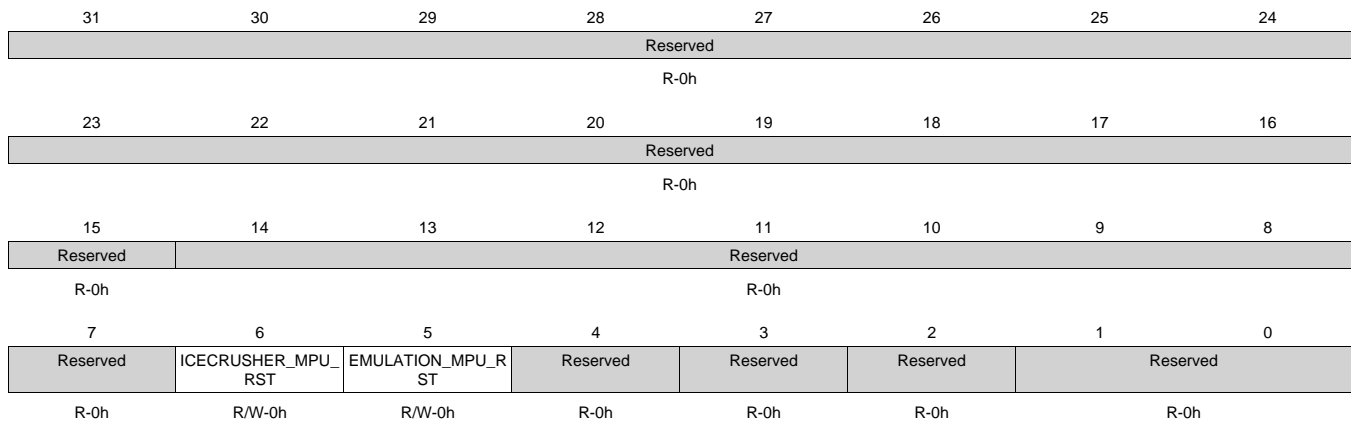 31 30 29 28 27 26 25 24
Reserved
R-0h
23 22 21 20 19 18 17 16
Reserved
R-0h
15 14 13 12 11 10 9 8
Reserved Reserved
R-0h R-0h
7 6 5 4 3 2 1 0
Reserved ICECRUSHER_MPU_ EMULATION_MPU_R Reserved Reserved Reserved Reserved
RST ST
R-0h R/W-0h R/W-0h R-0h R-0h R-0h R-0h